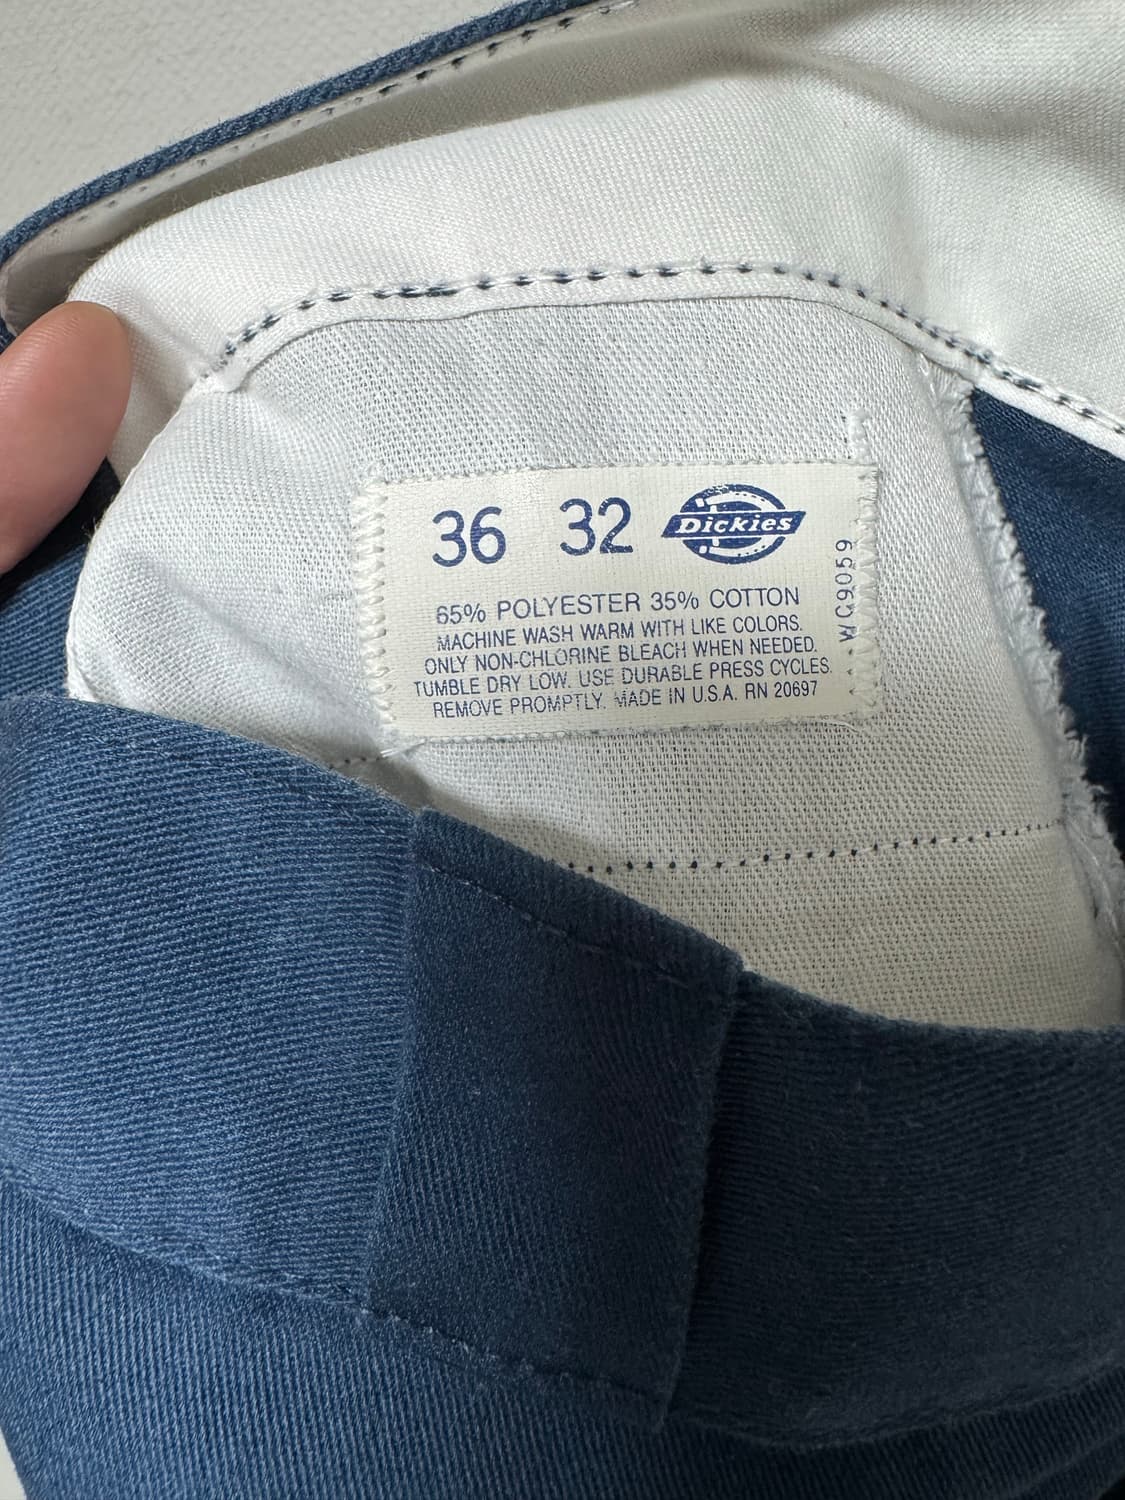 36 32 Dickies
65% POLYESTER 35% COTTON
MACHINE WASH WARM WITH LIKE COLORS.
ONLY NON-CHLORINE BLEACH WHEN NEEDED.
TUMBLE DRY LOW. USE DURABLE PRESS CYCLES.
REMOVE PROMPTLY. MADE IN U.S.A. RN 20697
WG9059